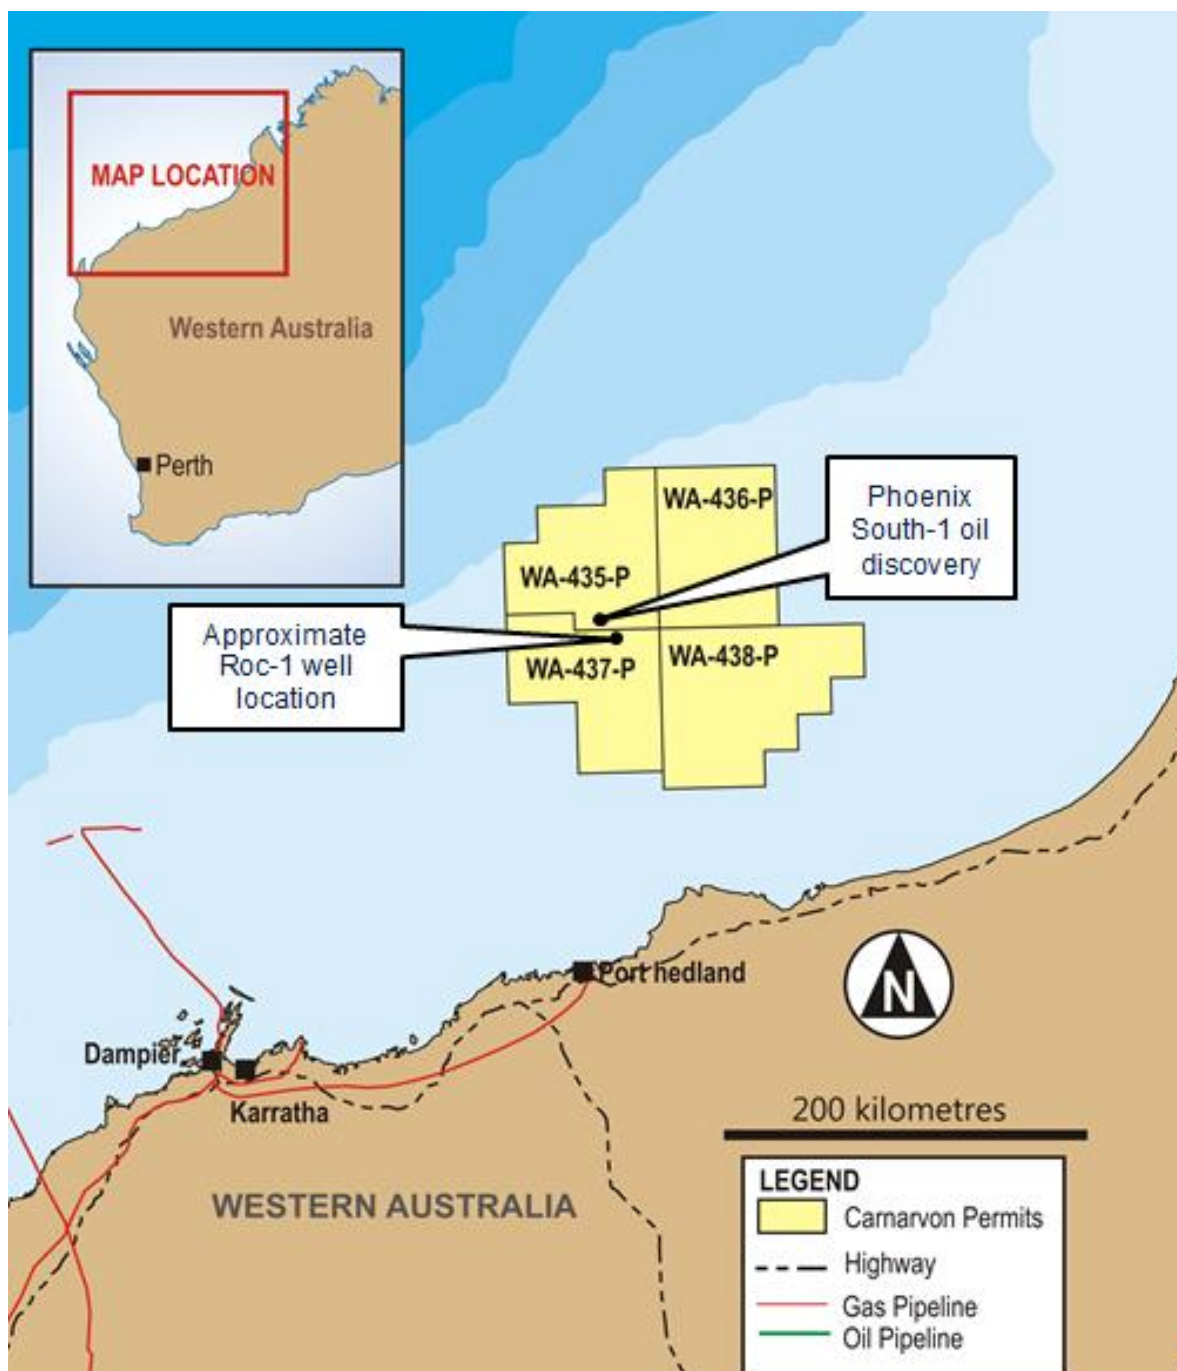 MAP LOCATION
Western Australia
Perth
WA-436-P
Phoenix
South-1 oil
discovery
WA-435-P
Approximate
Roc-1 well
location
WA-437-P
WA-438-P
Port hedland
N
Dampier
Karratha
200 kilometres
WESTERN AUSTRALIA
LEGEND
Carnarvon Permits
Highway
Gas Pipeline
Oil Pipeline